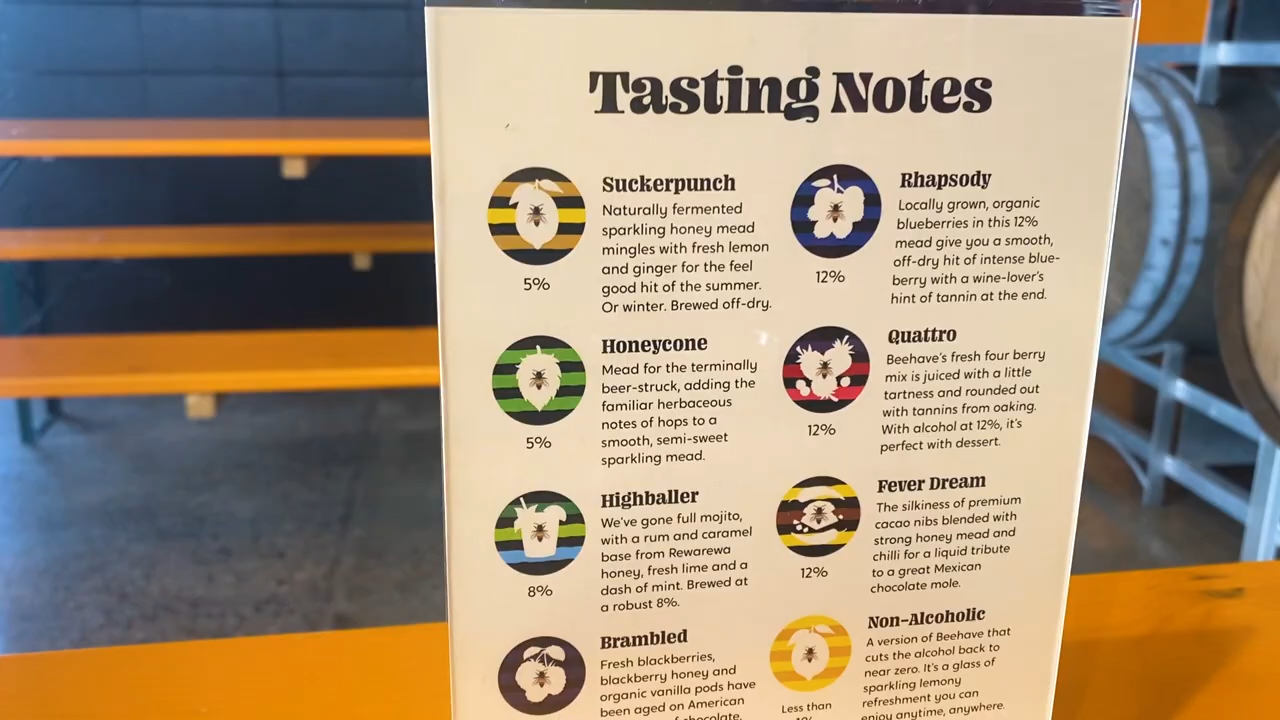 Tasting Notes
Suckerpunch
Naturally fermented
sparkling honey mead
mingles with fresh lemon
and ginger for the feel
good hit of the summer.
Or winter. Brewed off-dry.
5%
Honeycone
Mead for the terminally
beer-struck, adding the
familiar herbaceous
notes of hops to a
smooth, semi-sweet
sparkling mead.
5%
Highballer
We've gone full mojito,
with a rum and caramel
base from Rewarewa
honey, fresh lime and a
dash of mint. Brewed at
a robust 8%.
8%
Brambled
Fresh blackberries,
blackberry honey and
organic vanilla pods have
been aged on American
of chocolate,
Rhapsody
Locally grown, organic
blueberries in this 12%
mead give you a smooth,
off-dry hit of intense blue-
berry with a wine-lover's
hint of tannin at the end.
12%
Quattro
Beehave's fresh four berry
mix is juiced with a little
tartness and rounded out
with tannins from oaking.
With alcohol at 12%, it's
perfect with dessert.
12%
Fever Dream
The silkiness of premium
cacao nibs blended with
strong honey mead and
chilli for a liquid tribute
to a great Mexican
chocolate mole.
12%
Non-Alcoholic
A version of Beehave that
cuts the alcohol back to
near zero. It's a glass of
sparkling lemony
refreshment you can
enjoy anytime, anywhere.
Less than